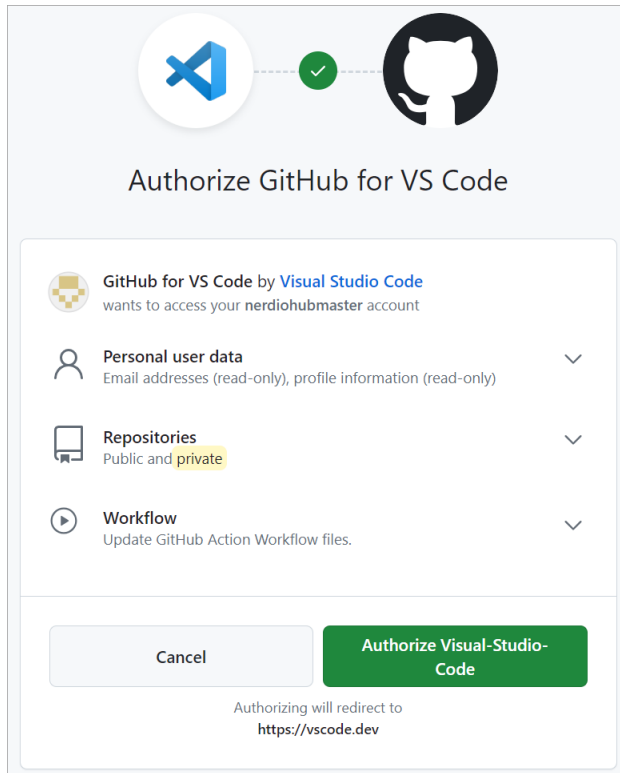 Authorize GitHub for VS Code
GitHub for VS Code by Visual Studio Code
wants to access your nerdiohubmaster account
Personal user data
Email addresses (read-only), profile information (read-only)
Repositories
Public and private
Workflow
Update GitHub Action Workflow files.
Cancel
Authorize Visual-Studio-
Code
Authorizing will redirect to
https://vscode.dev